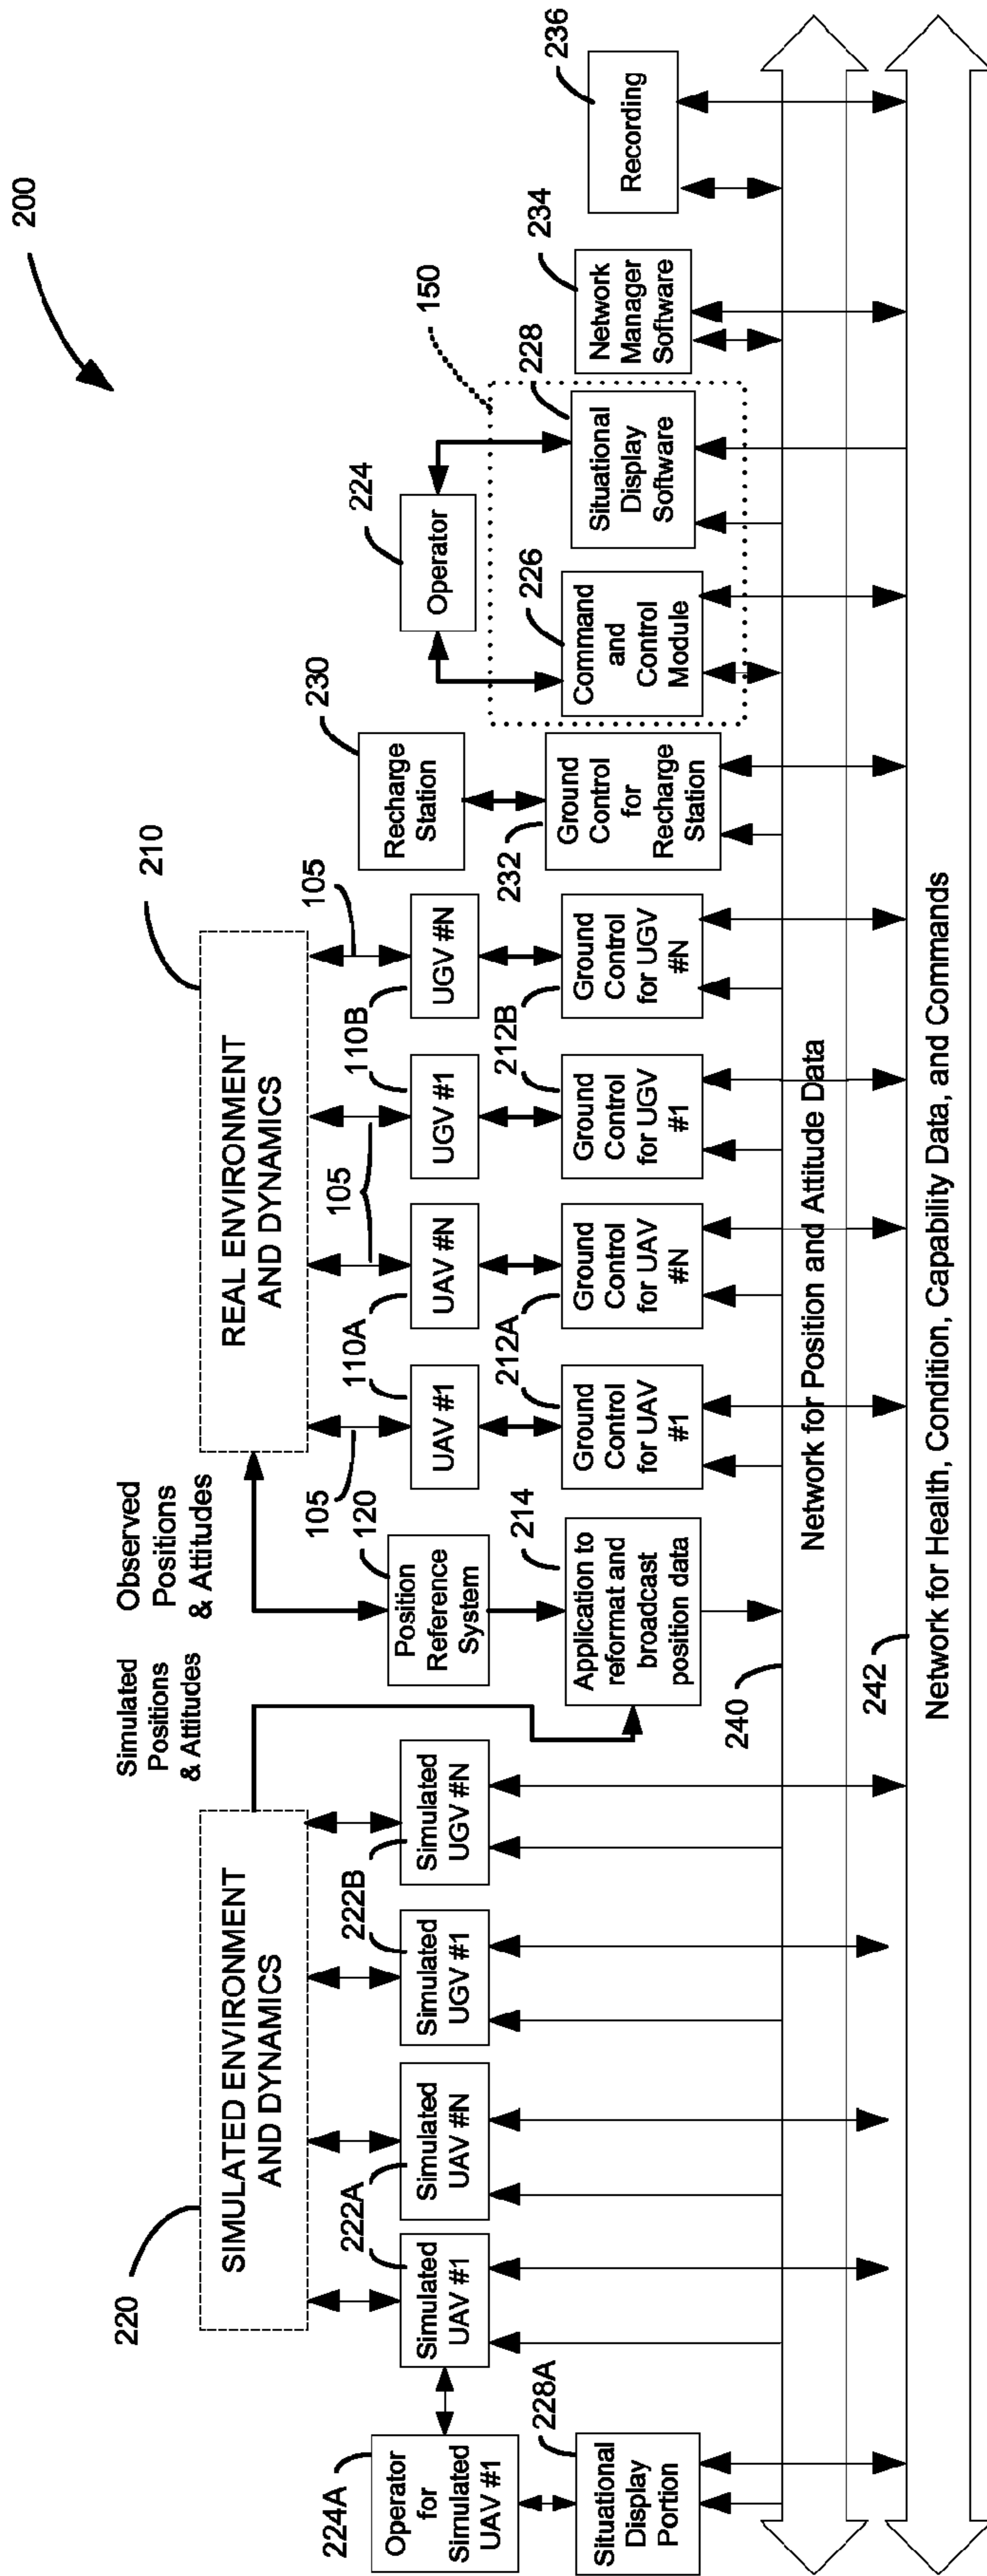 200
220
SIMULATED ENVIRONMENT
AND DYNAMICS
Simulated
Positions
& Attitudes
Observed
Positions
& Attitudes
REAL ENVIRONMENT
AND DYNAMICS
210
224A
Operator
for
Simulated
UAV #1
228A
Situational
Display
Portion
222A
Simulated
UAV #1
Simulated
UAV #N
222B
Simulated
UGV #1
Simulated
UGV #N
105
120
Position
Reference
System
214
Application to
reformat and
broadcast
position data
110A
UAV #1
UAV #N
105
110B
UGV #1
UGV #N
105
212A
Ground
Control
for UAV
#1
Ground
Control
for UAV
#N
212B
Ground
Control
for UGV
#1
Ground
Control
for UGV
#N
230
Recharge
Station
232
Ground
Control
for
Recharge
Station
224
Operator
150
226
Command
and
Control
Module
228
Situational
Display
Software
234
Network
Manager
Software
236
Recording
240
Network for Position and Attitude Data
242
Network for Health, Condition, Capability Data, and Commands